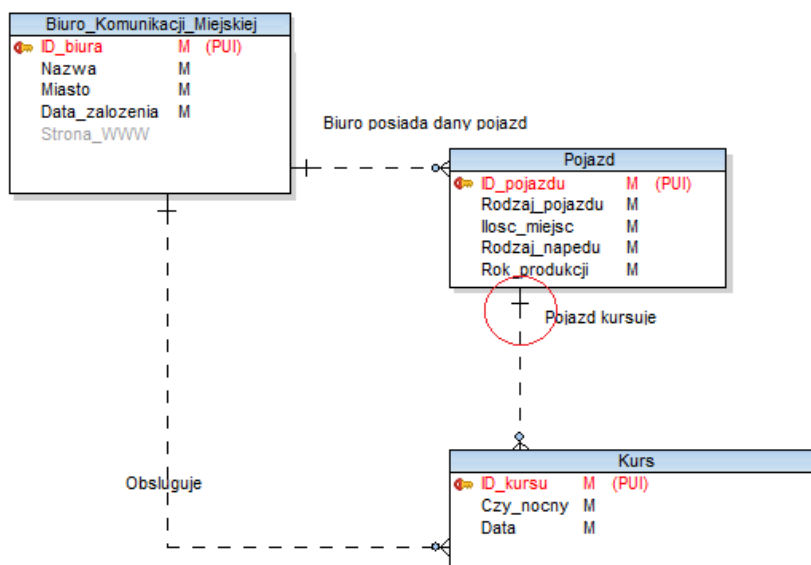 Biuro_Komunikacji_Miejskiej
ID_biura M (PUI)
Nazwa M
Miasto M
Data_zalozenia M
Strona_WWW
Biuro posiada dany pojazd
Pojazd
ID_pojazdu M (PUI)
Rodzaj_pojazdu M
Ilosc_miejsc M
Rodzaj_napedu M
Rok_produkcji M
Pojazd kursuje
Obsluguje
Kurs
ID_kursu M (PUI)
Czy_nocny M
Data M